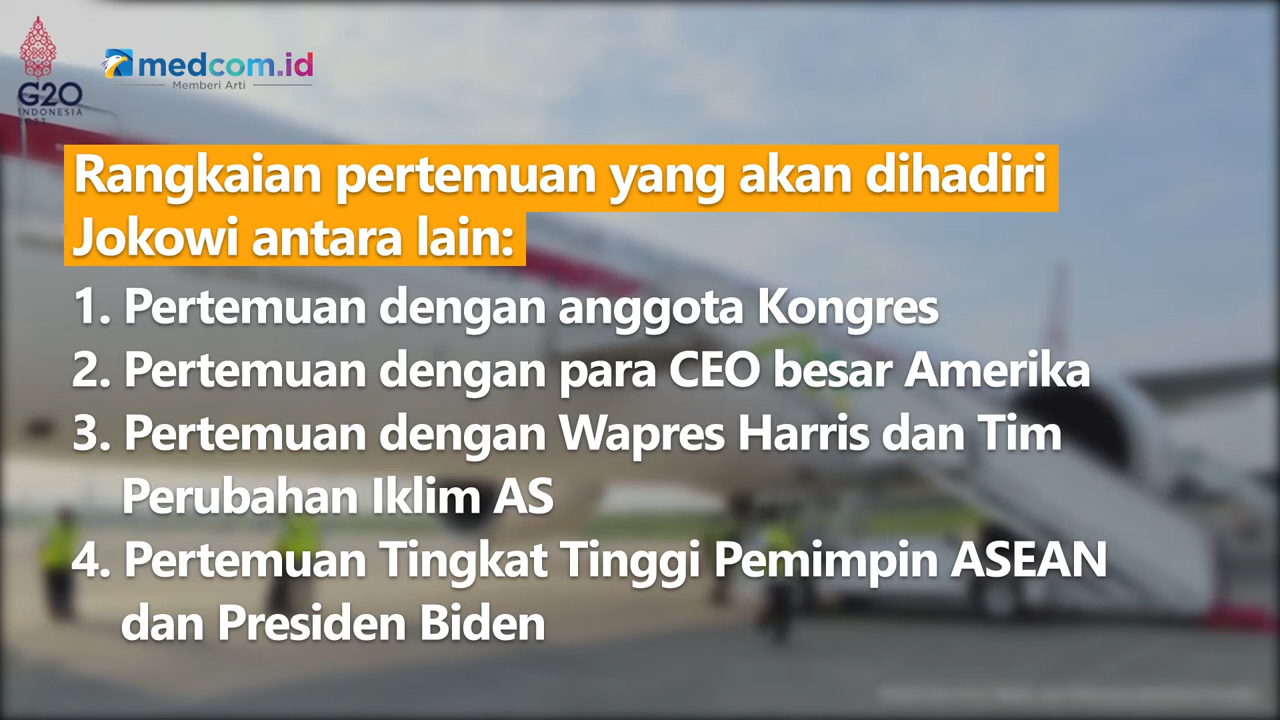 G20
INDONESIA
2022
medcom.id
Memberi Arti
Rangkaian pertemuan yang akan dihadiri
Jokowi antara lain:
1. Pertemuan dengan anggota Kongres
2. Pertemuan dengan para CEO besar Amerika
3. Pertemuan dengan Wapres Harris dan Tim
Perubahan Iklim AS
4. Pertemuan Tingkat Tinggi Pemimpin ASEAN
dan Presiden Biden